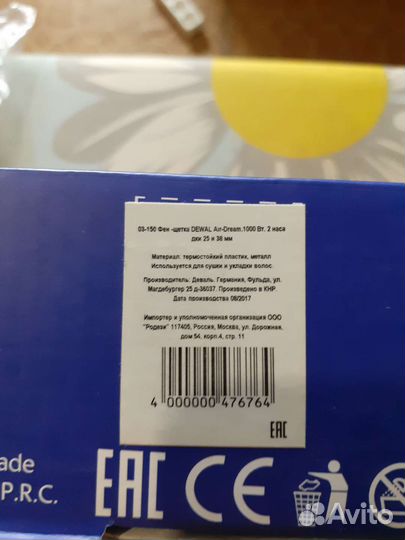 03-150 Фен -щетка DEWAL Air-Dream.1000 Вт. 2 наса
дки 25 и 38 мм
Материал: термостойкий пластик, металл
Используется для сушки и укладки волос.
Производитель: Деваль. Германия, Фульда, ул.
Магдебургер 25 д-36037. Произведено в КНР.
Дата производства 08/2017
Импортер и уполномоченная организация ООО
"Родези" 117405, Россия, Москва, ул. Дорожная,
дом 54, корп.4, стр. 11
4 000000 476764
EAC
ade
P.R.C.
EAC CE
Avito